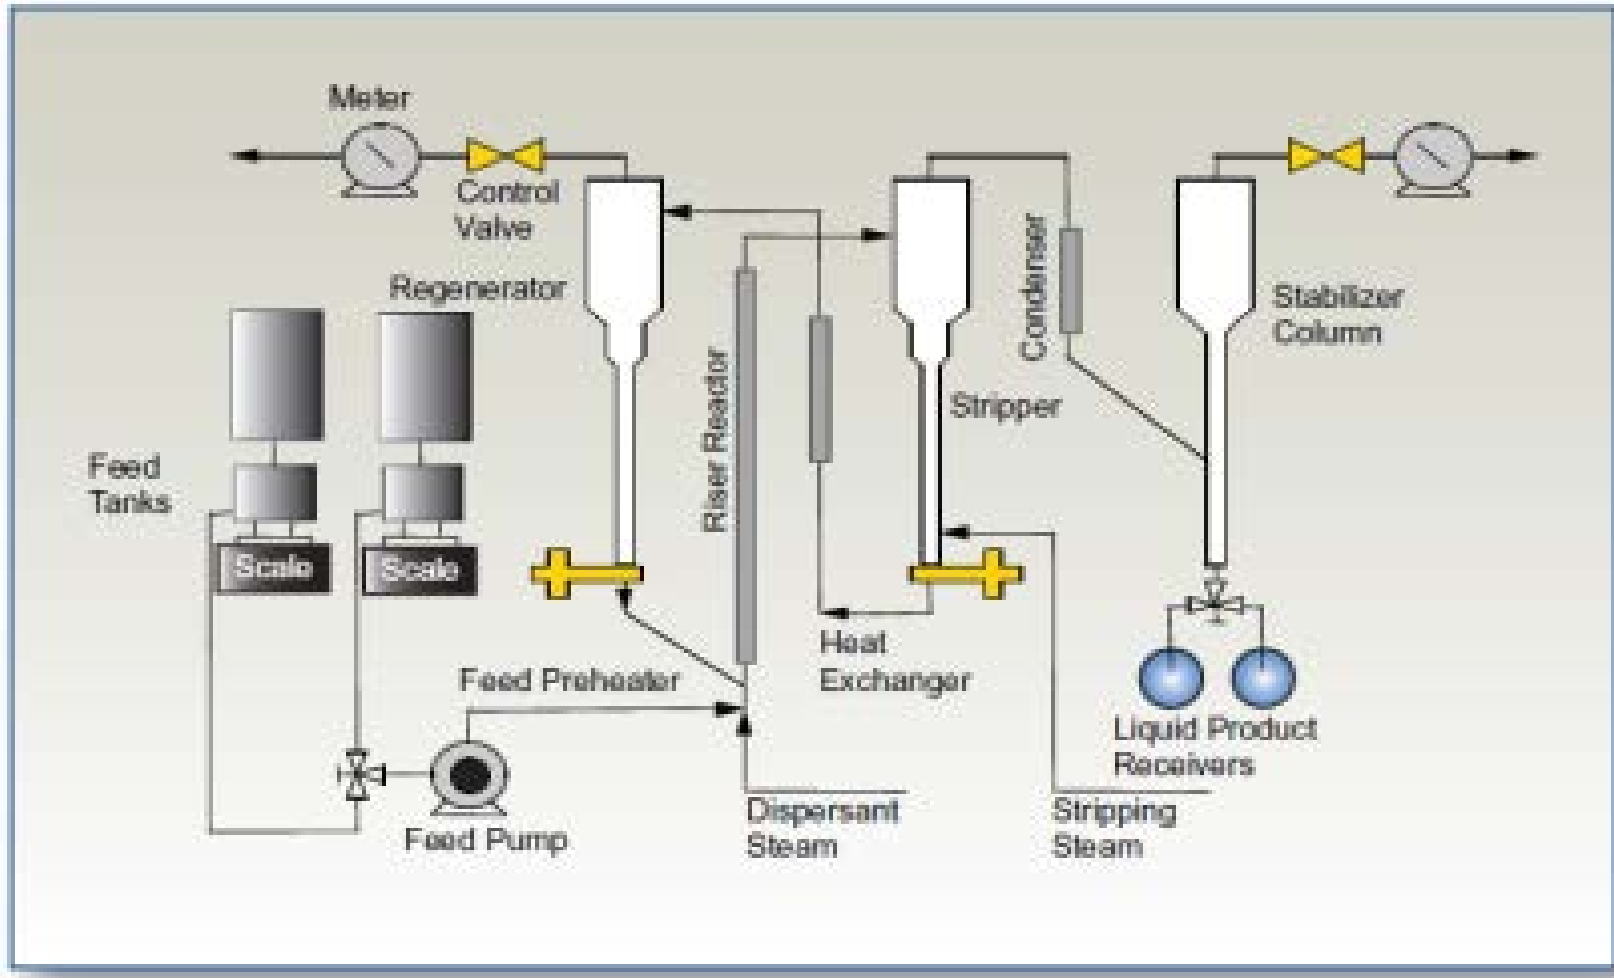 Meter
Control
Valve
Regenerator
Riser Reactor
Condenser
Stabilizer
Column
Stripper
Feed
Tanks
Scale
Scale
Heat
Exchanger
Feed Preheater
Liquid Product
Receivers
Feed Pump
Dispersant
Steam
Stripping
Steam